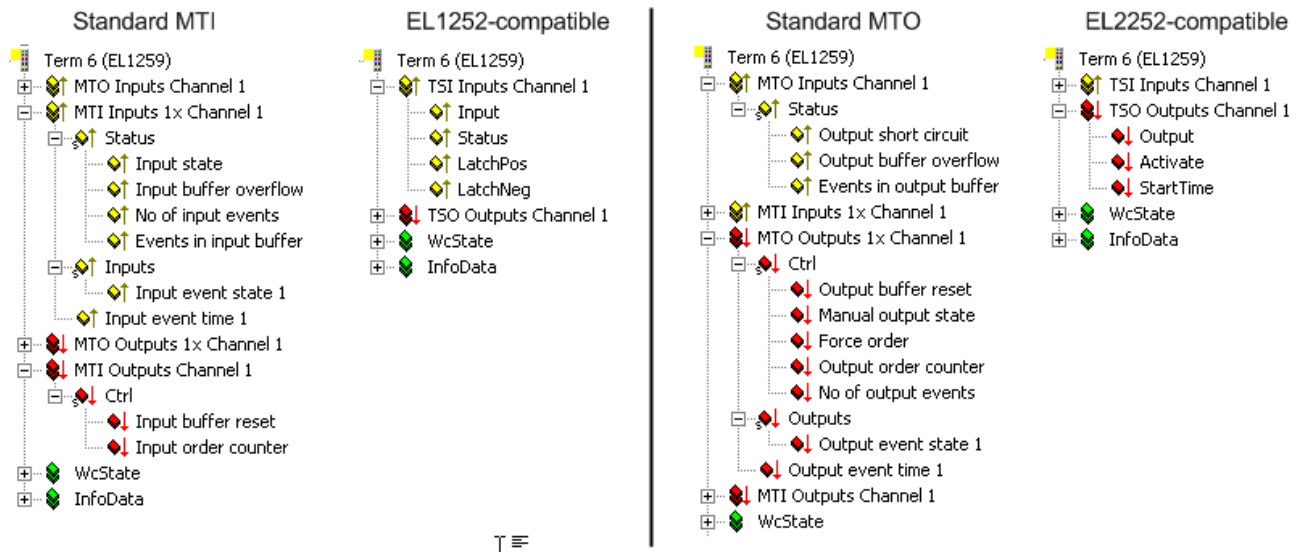 Standard MTI
Term 6 (EL1259)
MTO Inputs Channel 1
MTI Inputs 1x Channel 1
Status
Input state
Input buffer overflow
No of input events
Events in input buffer
Inputs
Input event state 1
Input event time 1
MTO Outputs 1x Channel 1
MTI Outputs Channel 1
Ctrl
Input buffer reset
Input order counter
WcState
InfoData
EL1252-compatible
Term 6 (EL1259)
TSI Inputs Channel 1
Input
Status
LatchPos
LatchNeg
TSO Outputs Channel 1
WcState
InfoData
Standard MTO
Term 6 (EL1259)
MTO Inputs Channel 1
Status
Output short circuit
Output buffer overflow
Events in output buffer
MTI Inputs 1x Channel 1
MTO Outputs 1x Channel 1
Ctrl
Output buffer reset
Manual output state
Force order
Output order counter
No of output events
Outputs
Output event state 1
Output event time 1
MTI Outputs Channel 1
WcState
EL2252-compatible
Term 6 (EL1259)
TSI Inputs Channel 1
TSO Outputs Channel 1
Output
Activate
StartTime
WcState
InfoData